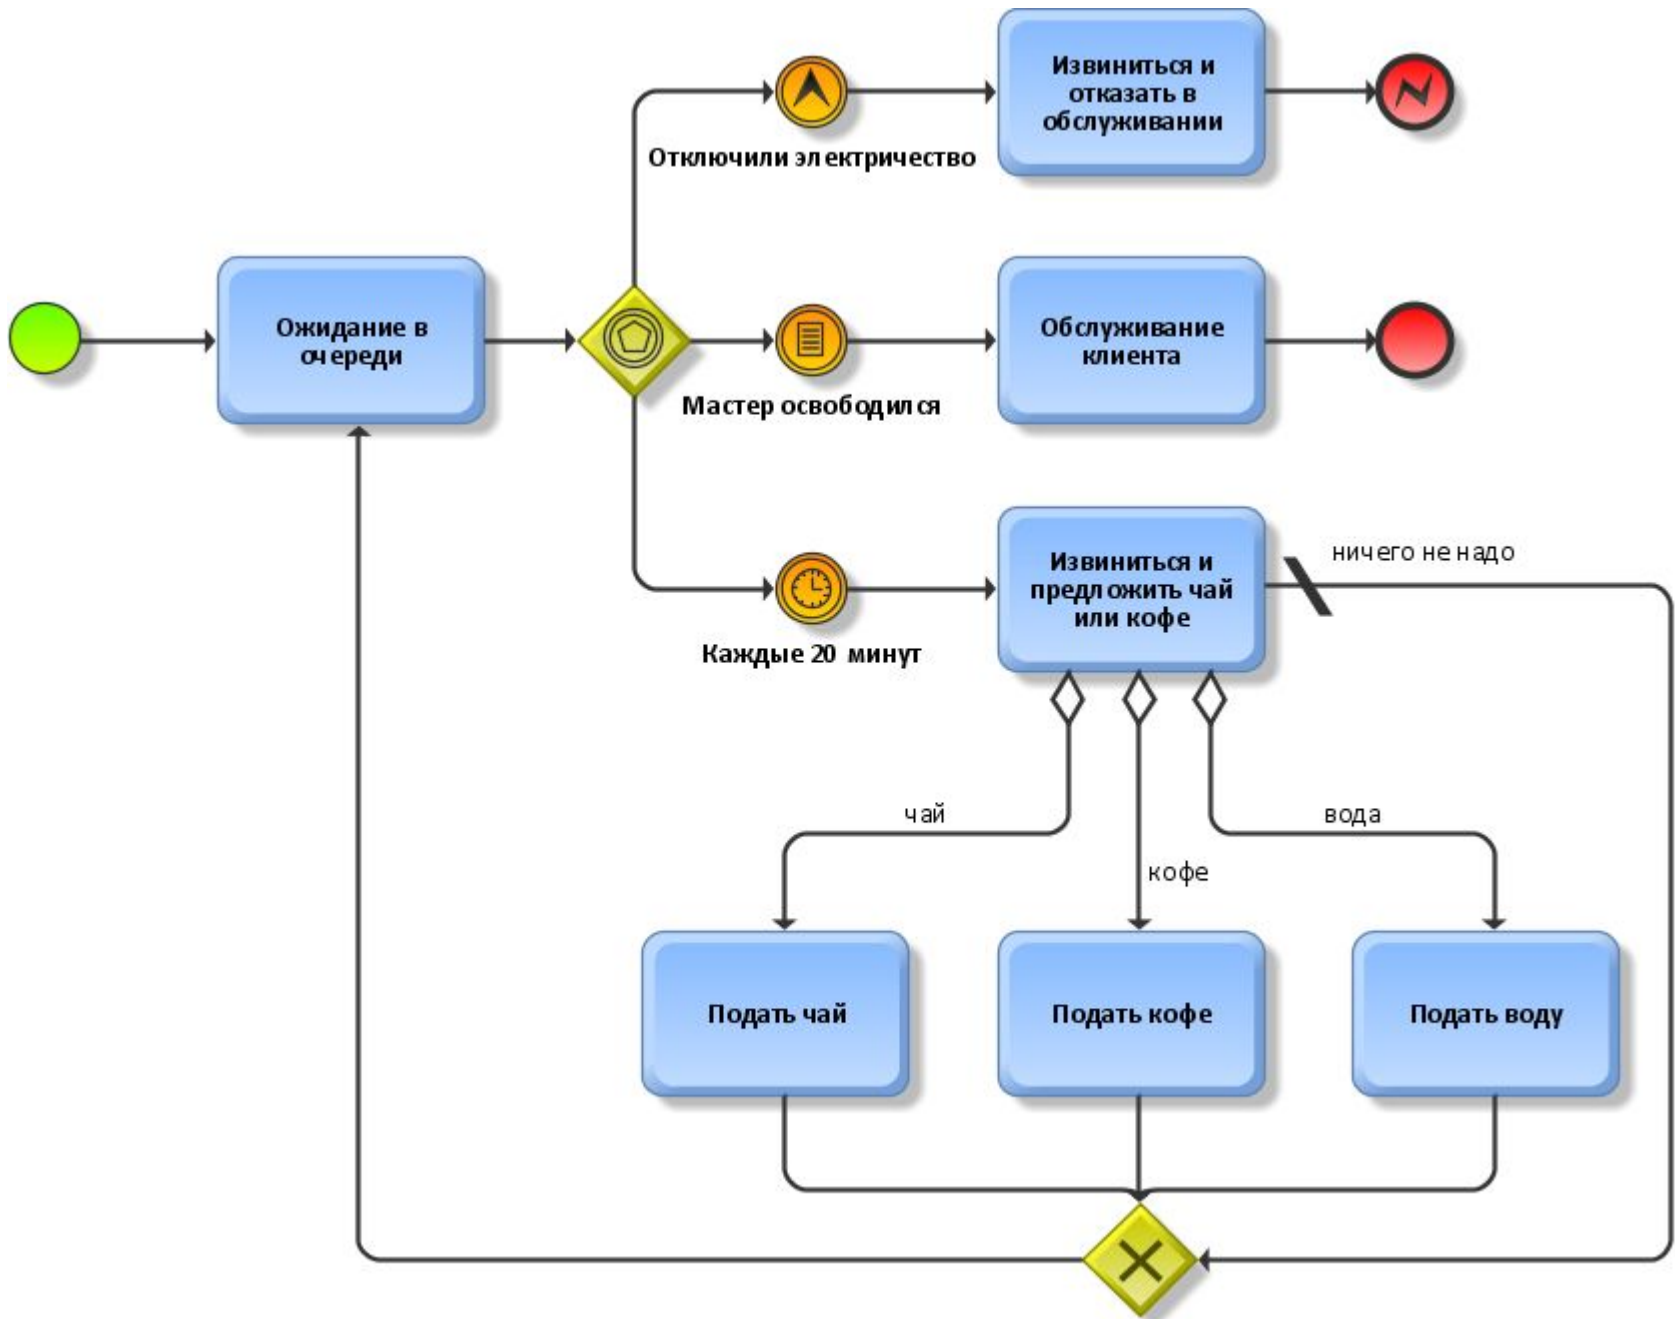 Извиниться и
отказать в
обслуживании
Отключили электричество
Ожидание в
очереди
Обслуживание
клиента
Мастер освободился
Извиниться и
предложить чай
или кофе
ничего не надо
Каждые 20 минут
чай
вода
кофе
Подать чай
Подать кофе
Подать воду